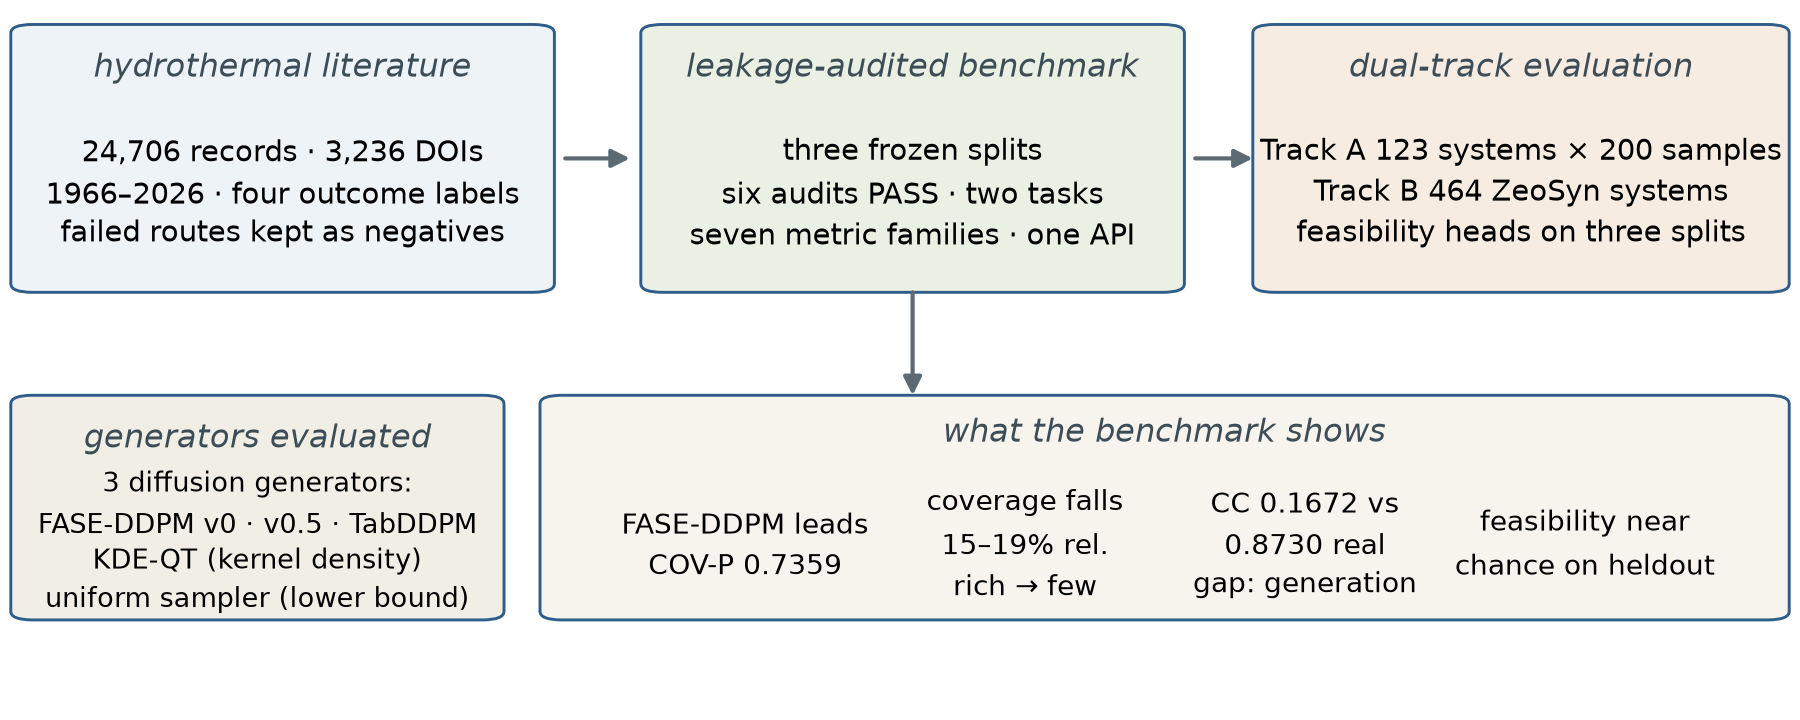 hydrothermal literature
24,706 records · 3,236 DOIs
1966–2026 · four outcome labels
failed routes kept as negatives
leakage-audited benchmark
three frozen splits
six audits PASS · two tasks
seven metric families · one API
dual-track evaluation
Track A 123 systems × 200 samples
Track B 464 ZeoSyn systems
feasibility heads on three splits
generators evaluated
3 diffusion generators:
FASE-DDPM v0 · v0.5 · TabDDPM
KDE-QT (kernel density)
uniform sampler (lower bound)
what the benchmark shows
FASE-DDPM leads
COV-P 0.7359
coverage falls
15–19% rel.
rich → few
CC 0.1672 vs
0.8730 real
gap: generation
feasibility near
chance on heldout